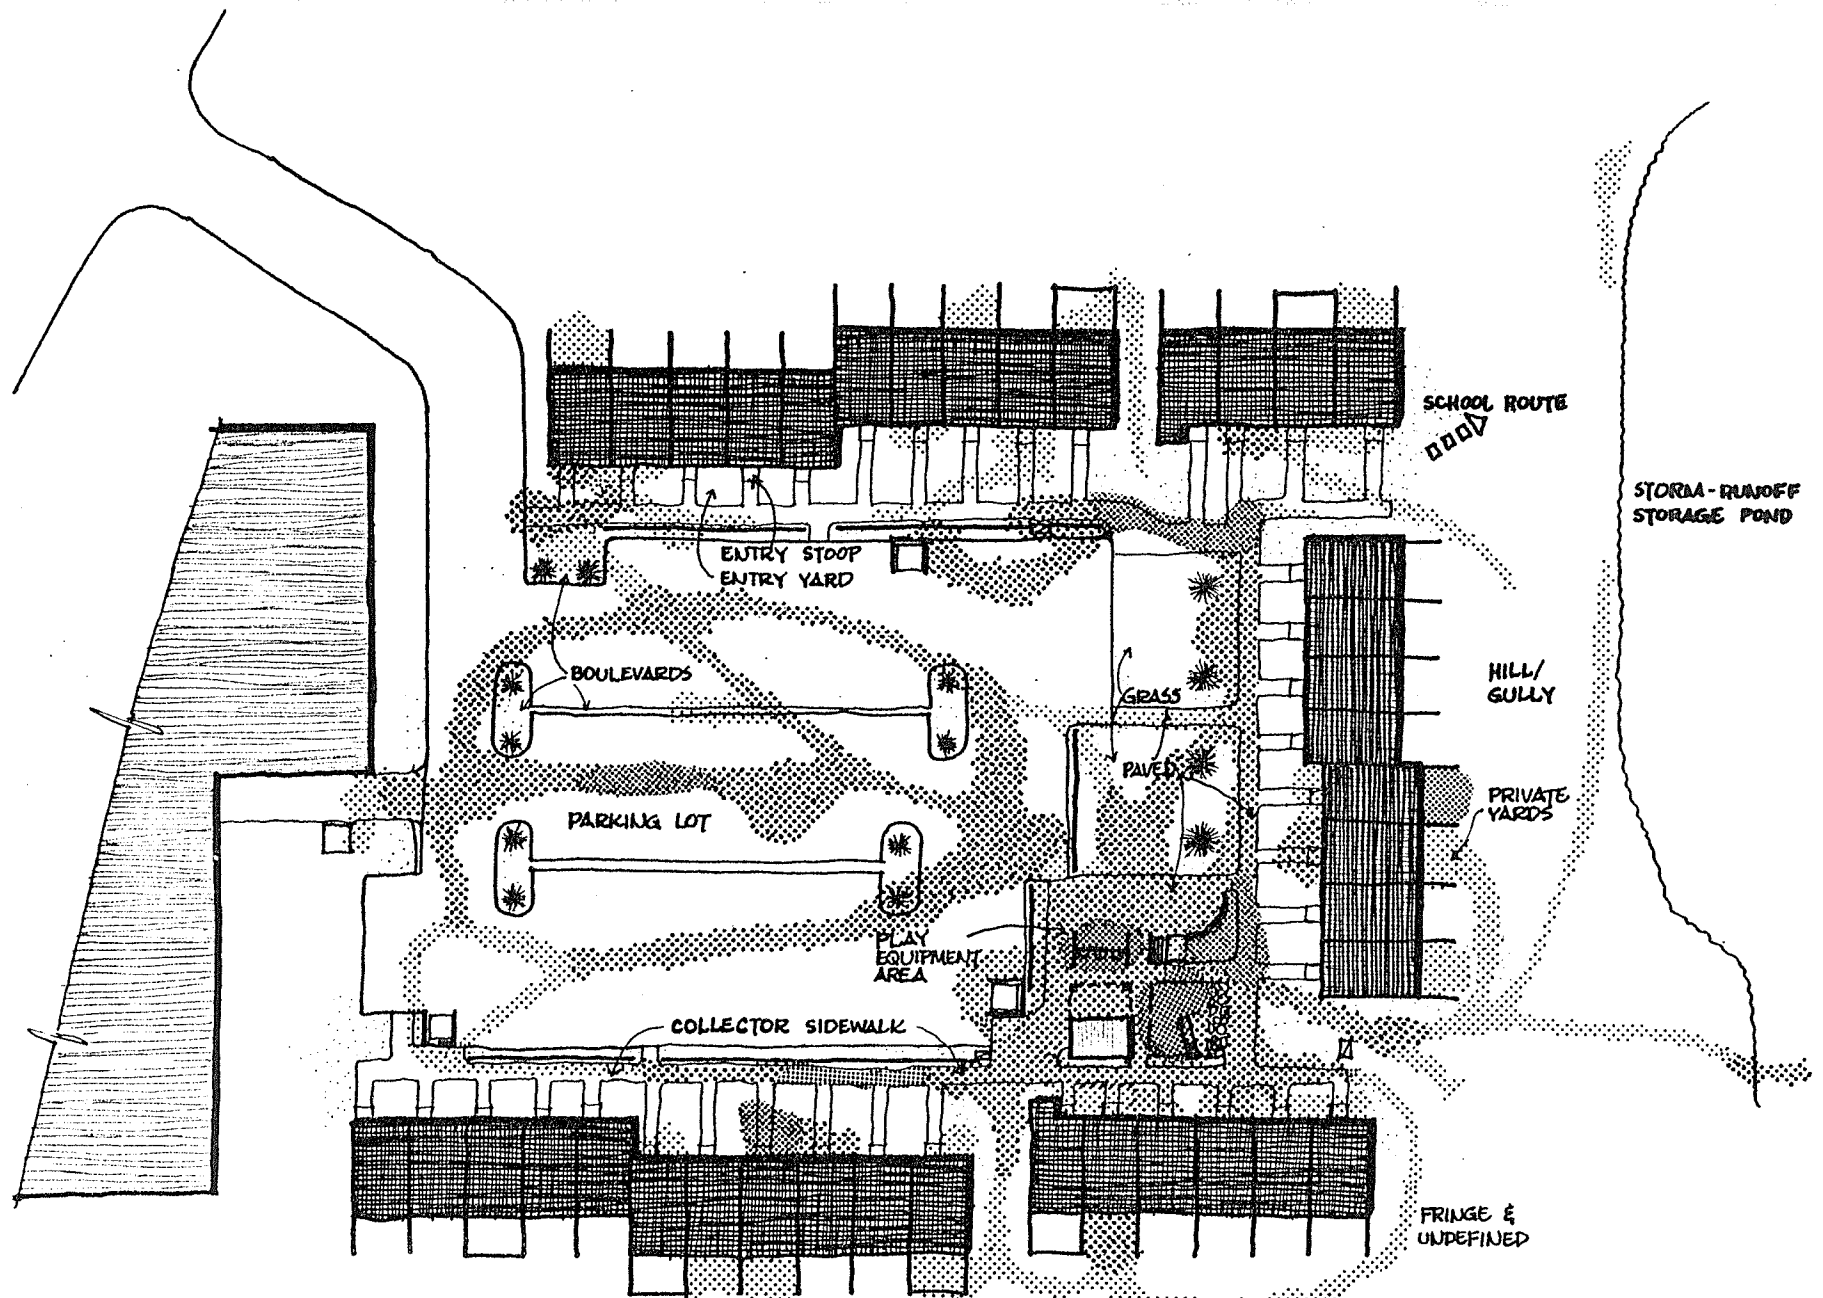 SCHOOL ROUTE
STORM-RUNOFF
STORAGE POND
ENTRY STOOP
ENTRY YARD
BOULEVARDS
HILL/
GULLY
GRASS
PAVED
PRIVATE
YARDS
PARKING LOT
PLAY
EQUIPMENT
AREA
COLLECTOR SIDEWALK
FRINGE &
UNDEFINED